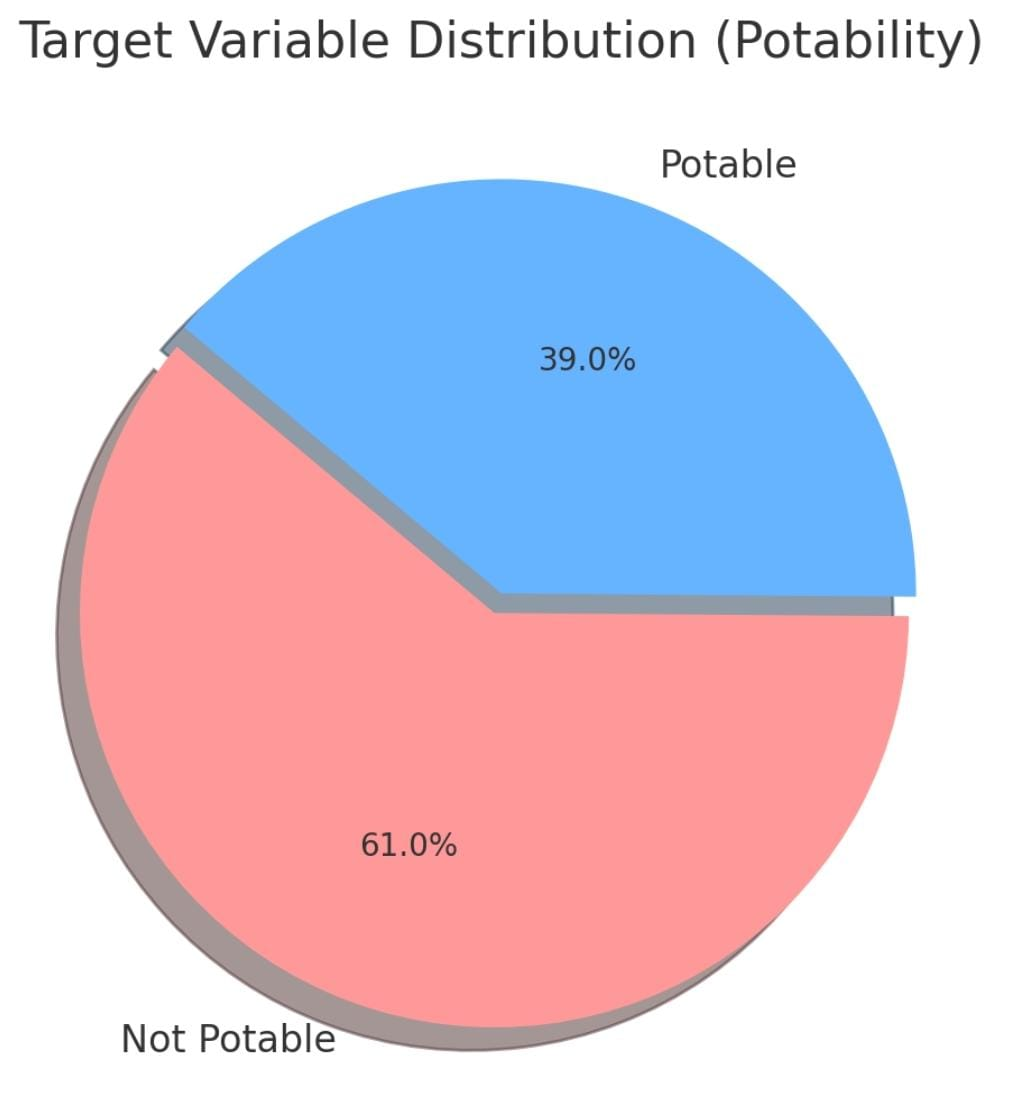 Target Variable Distribution (Potability)
Potable
39.0%
61.0%
Not Potable